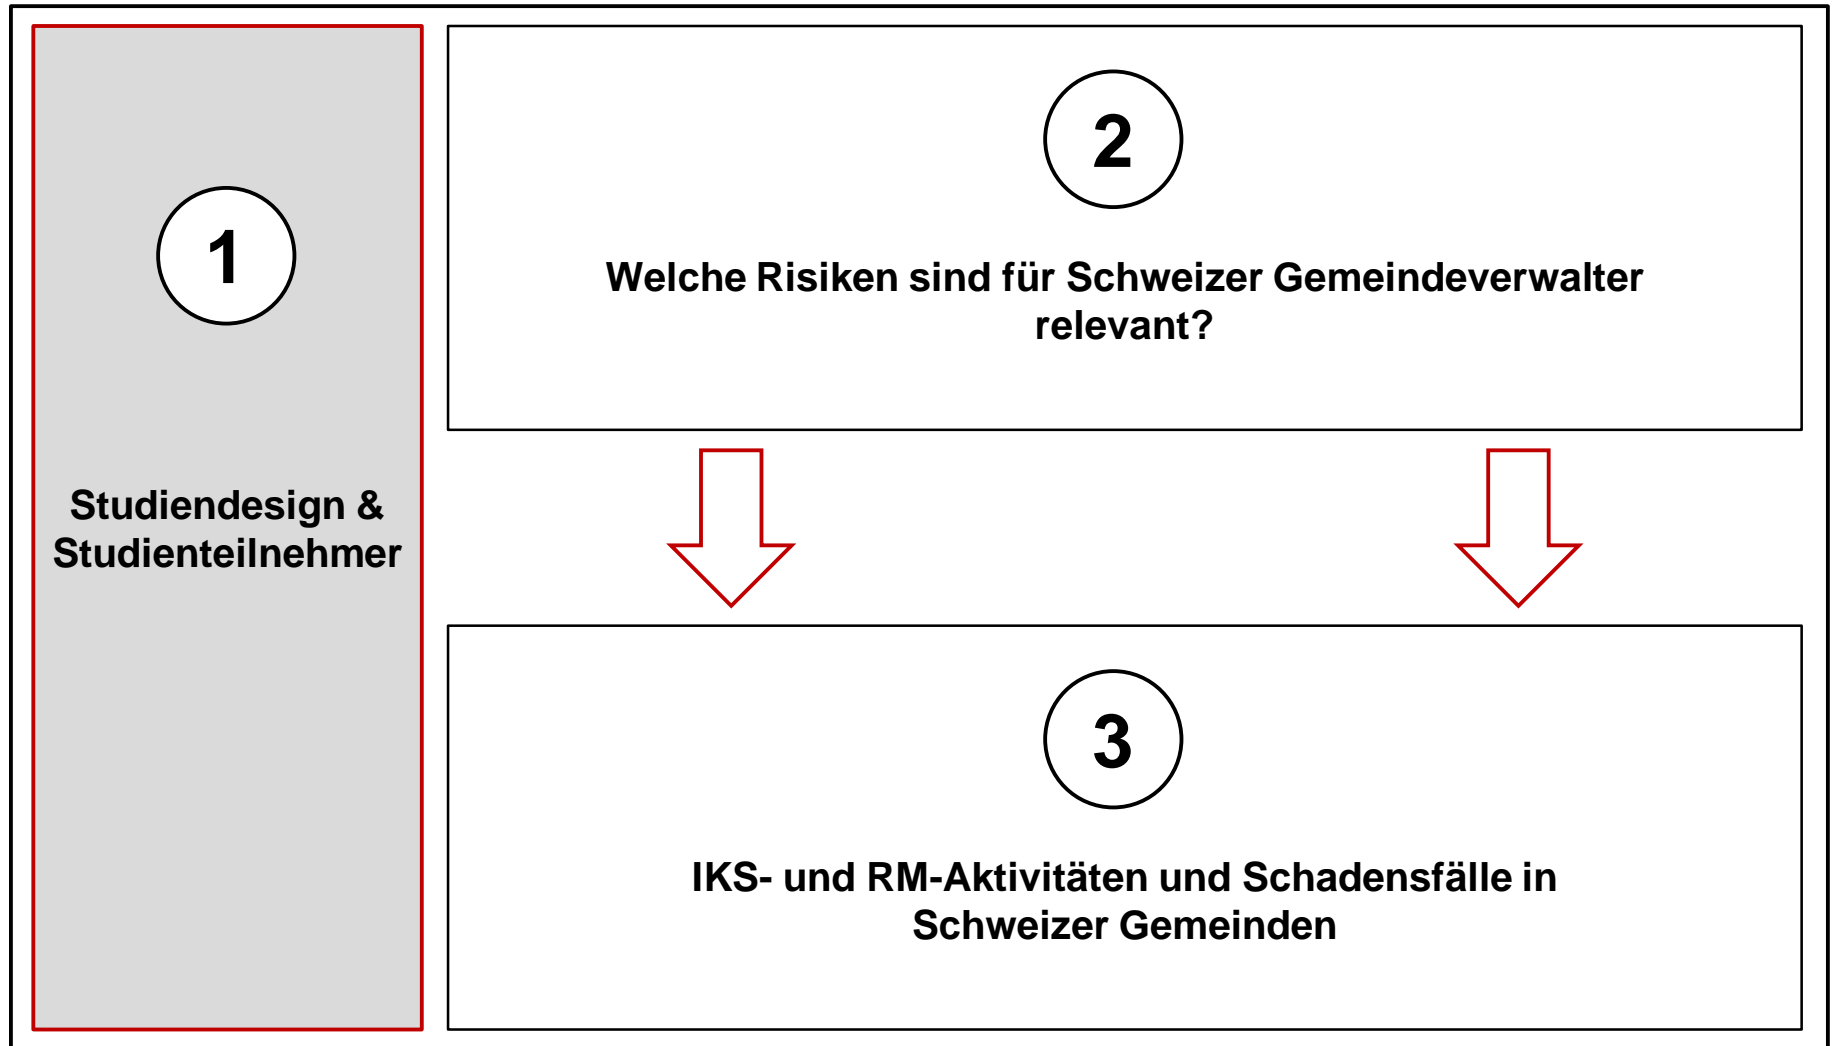 1
Studiendesign &
Studienteilnehmer
2
Welche Risiken sind für Schweizer Gemeindeverwalter
relevant?
3
IKS- und RM-Aktivitäten und Schadensfälle in
Schweizer Gemeinden